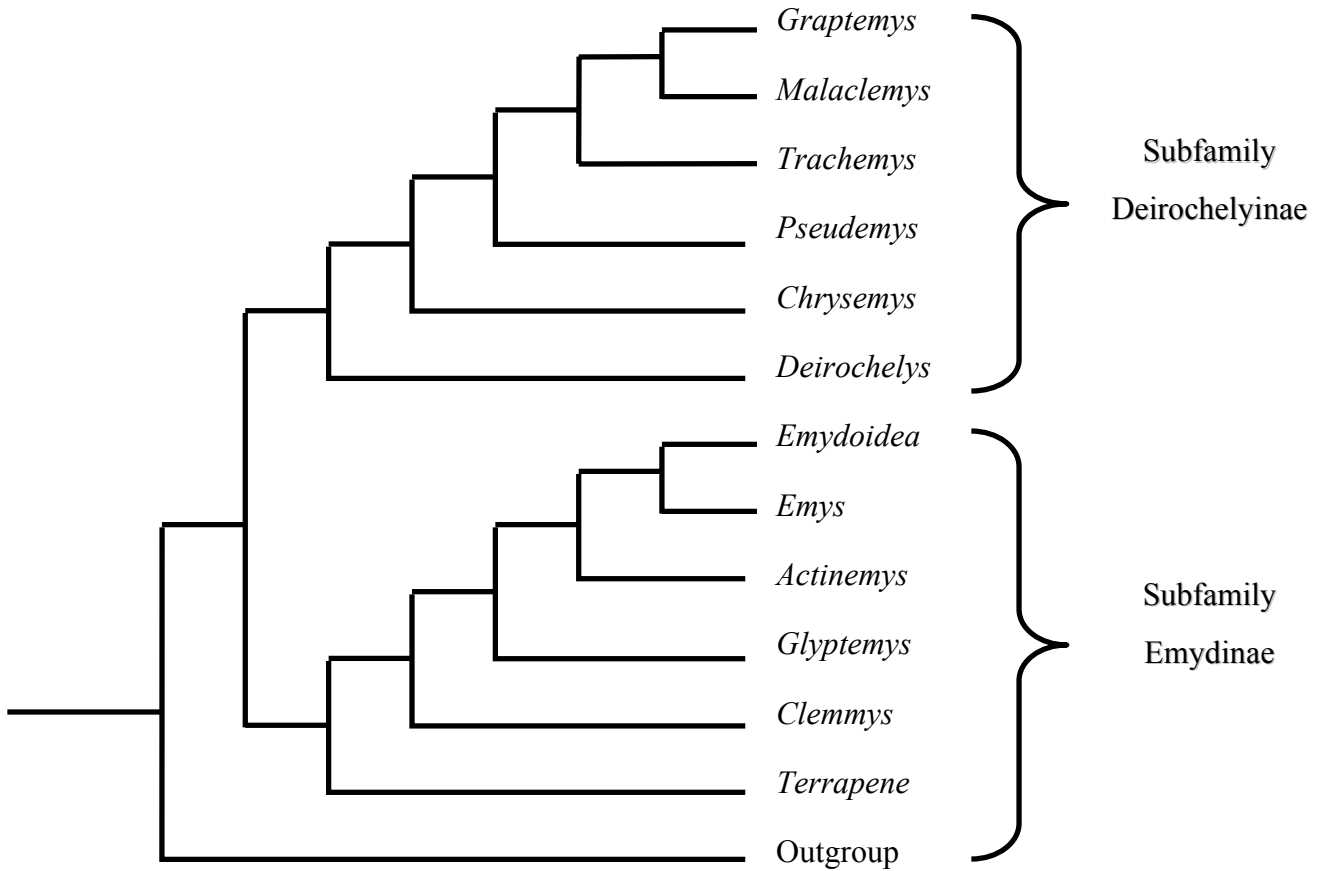 Graptemys
Malaclemys
Trachemys
Pseudemys
Chrysemys
Deirochelys
Subfamily
Deirochelyinae
Emydoidea
Emys
Actinemys
Glyptemys
Clemmys
Terrapene
Outgroup
Subfamily
Emydinae